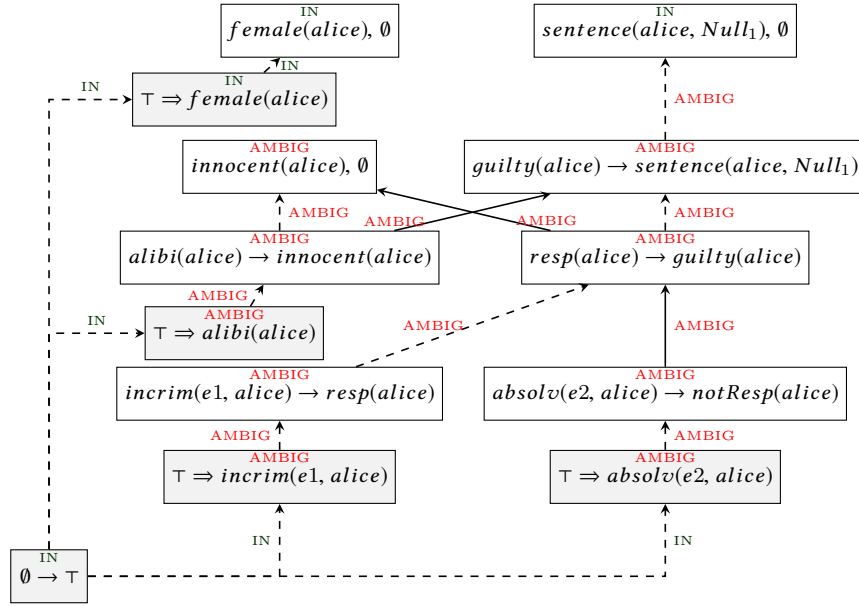 IN IN
female(alice), ∅ sentence(alice, Null₁), ∅
IN
IN IN AMBIG
⊤ ⇒ female(alice)
AMBIG AMBIG
innocent(alice), ∅ guilty(alice) → sentence(alice, Null₁)
AMBIG AMBIG AMBIG AMBIG
AMBIG AMBIG
alibi(alice) → innocent(alice) resp(alice) → guilty(alice)
AMBIG
IN AMBIG AMBIG AMBIG
⊤ ⇒ alibi(alice)
AMBIG AMBIG
incrim(e1, alice) → resp(alice) absolv(e2, alice) → notResp(alice)
AMBIG AMBIG
AMBIG AMBIG
⊤ ⇒ incrim(e1, alice) ⊤ ⇒ absolv(e2, alice)
IN IN
IN
∅ → ⊤